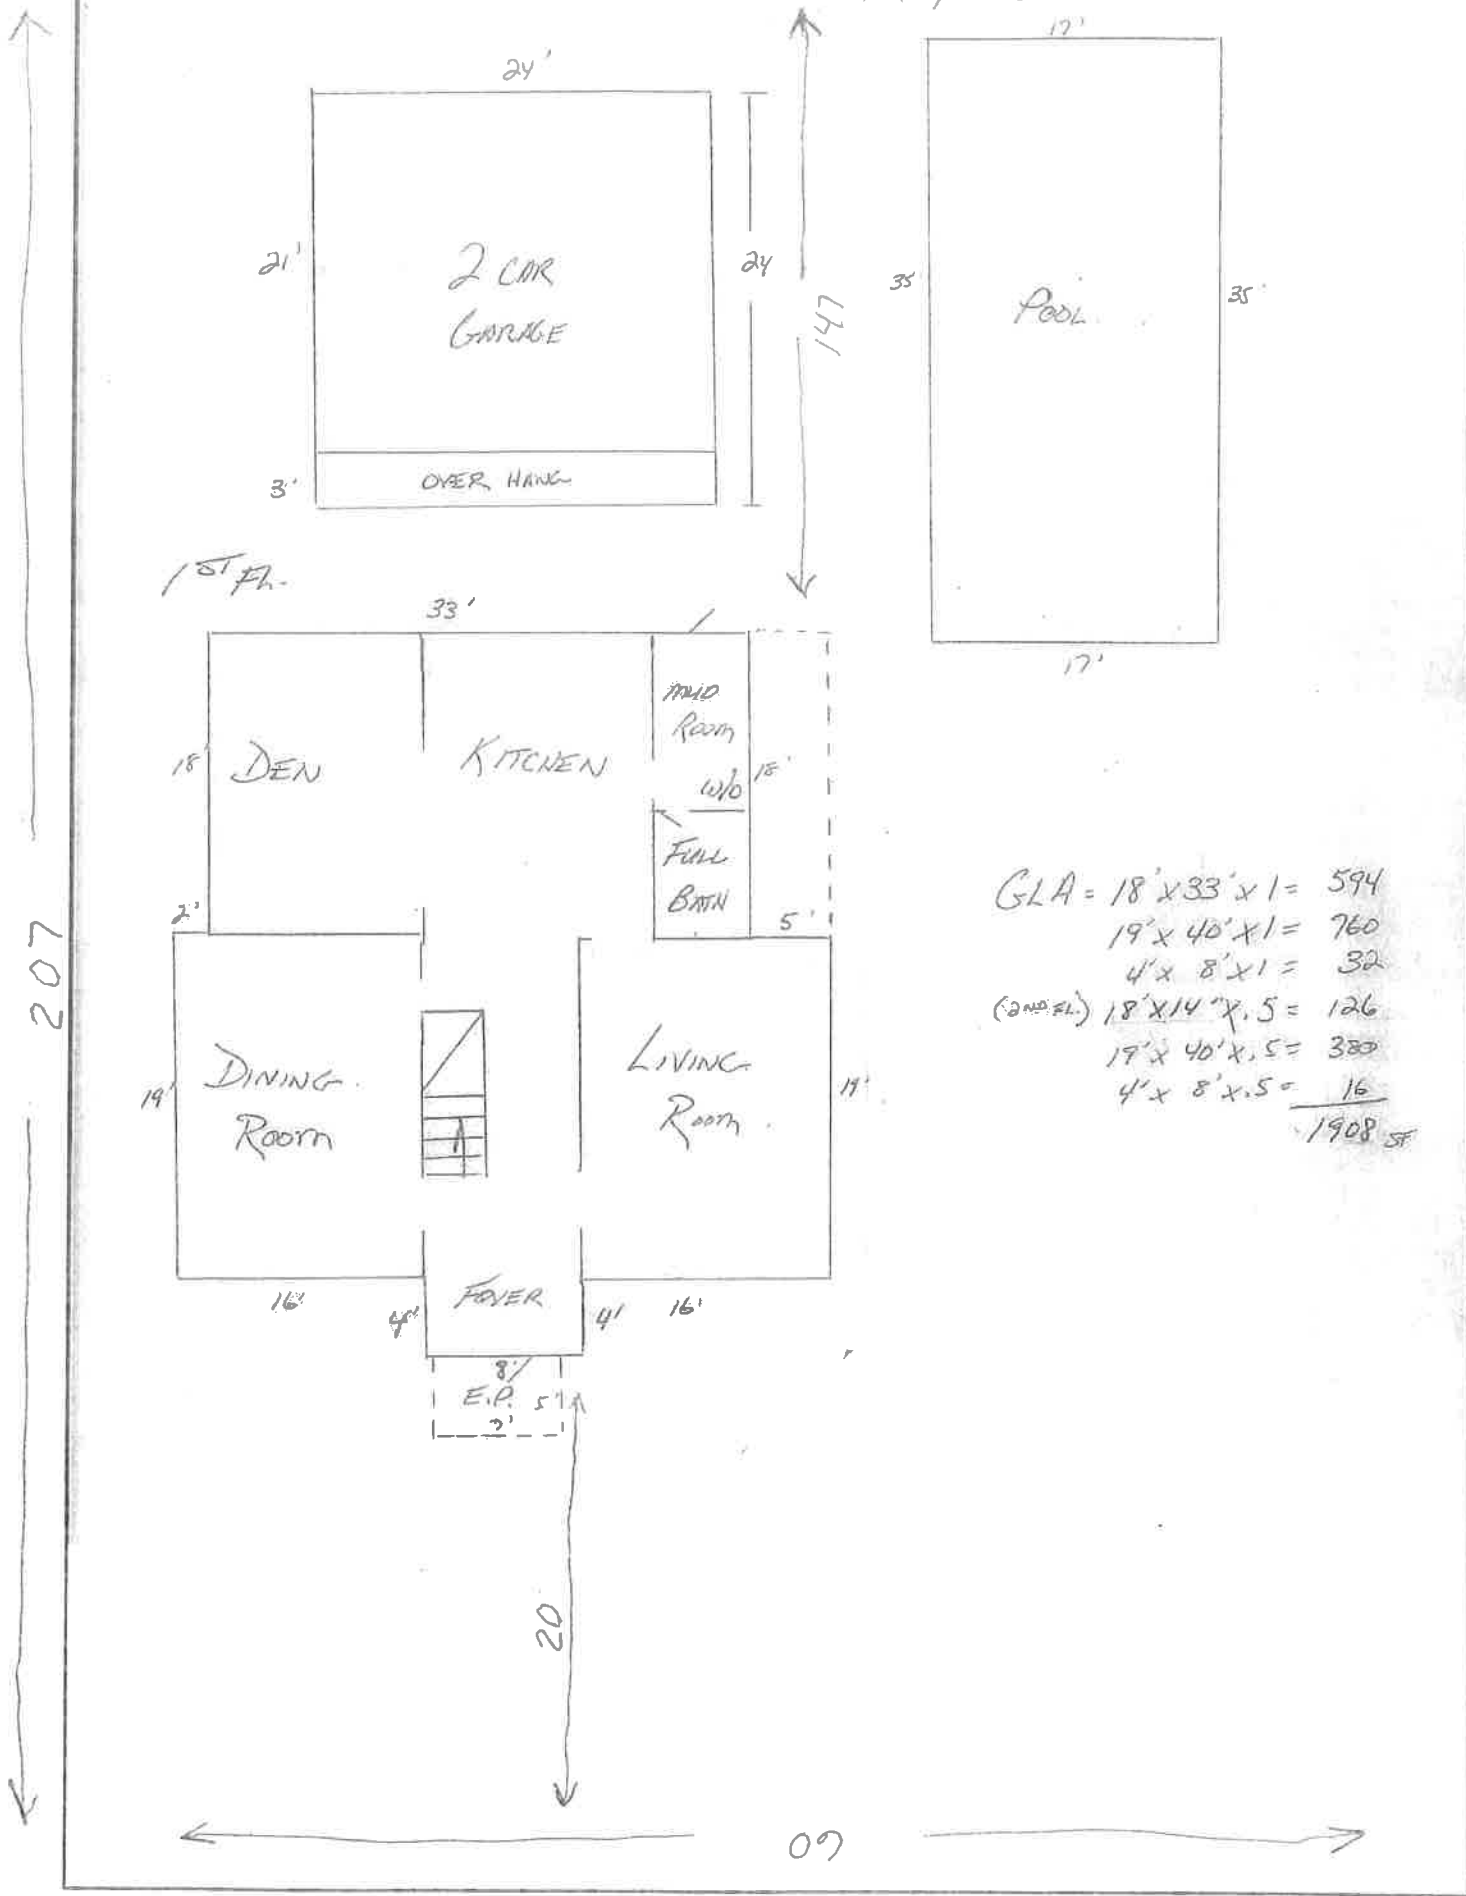 17'
24'
21'
2 CAR
GARAGE
24
147
35'
POOL
35'
3'
OVER HANG
1ST FL.
33'
17'
18'
DEN
KITCHEN
MUD
ROOM
W/O
18'
FULL
BATH
2'
5'
207
GLA = 18' x 33' x 1 = 594
19' x 40' x 1 = 760
4' x 8' x 1 = 32
(2ND FL.) 18' x 14" x .5 = 126
19' x 40' x .5 = 380
4' x 8' x .5 = 16
1908 SF
19'
DINING
ROOM
LIVING
ROOM
19'
16'
4'
FOYER
4'
16'
8'
E.P. 5'
20
60